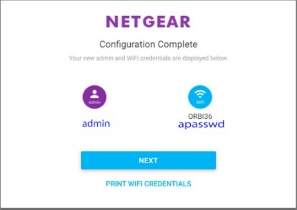 NETGEAR
Configuration Complete
Your new admin and WiFi credentials are displayed below.
Admin
WiFi
admin
ORBI36
apasswd
NEXT
PRINT WIFI CREDENTIALS